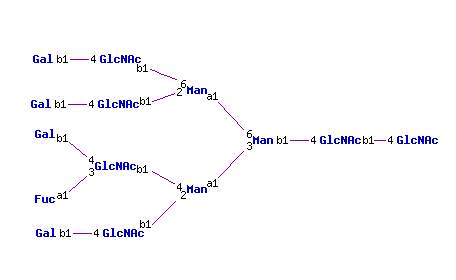 Gal b1 4 GlcNAc b1
6 2 Man a1
Gal b1 4 GlcNAc b1
Gal b1
6 3 Man b1 4 GlcNAc b1 4 GlcNAc
4 3 GlcNAc b1
4 2 Man a1
Fuc a1
Gal b1 4 GlcNAc b1